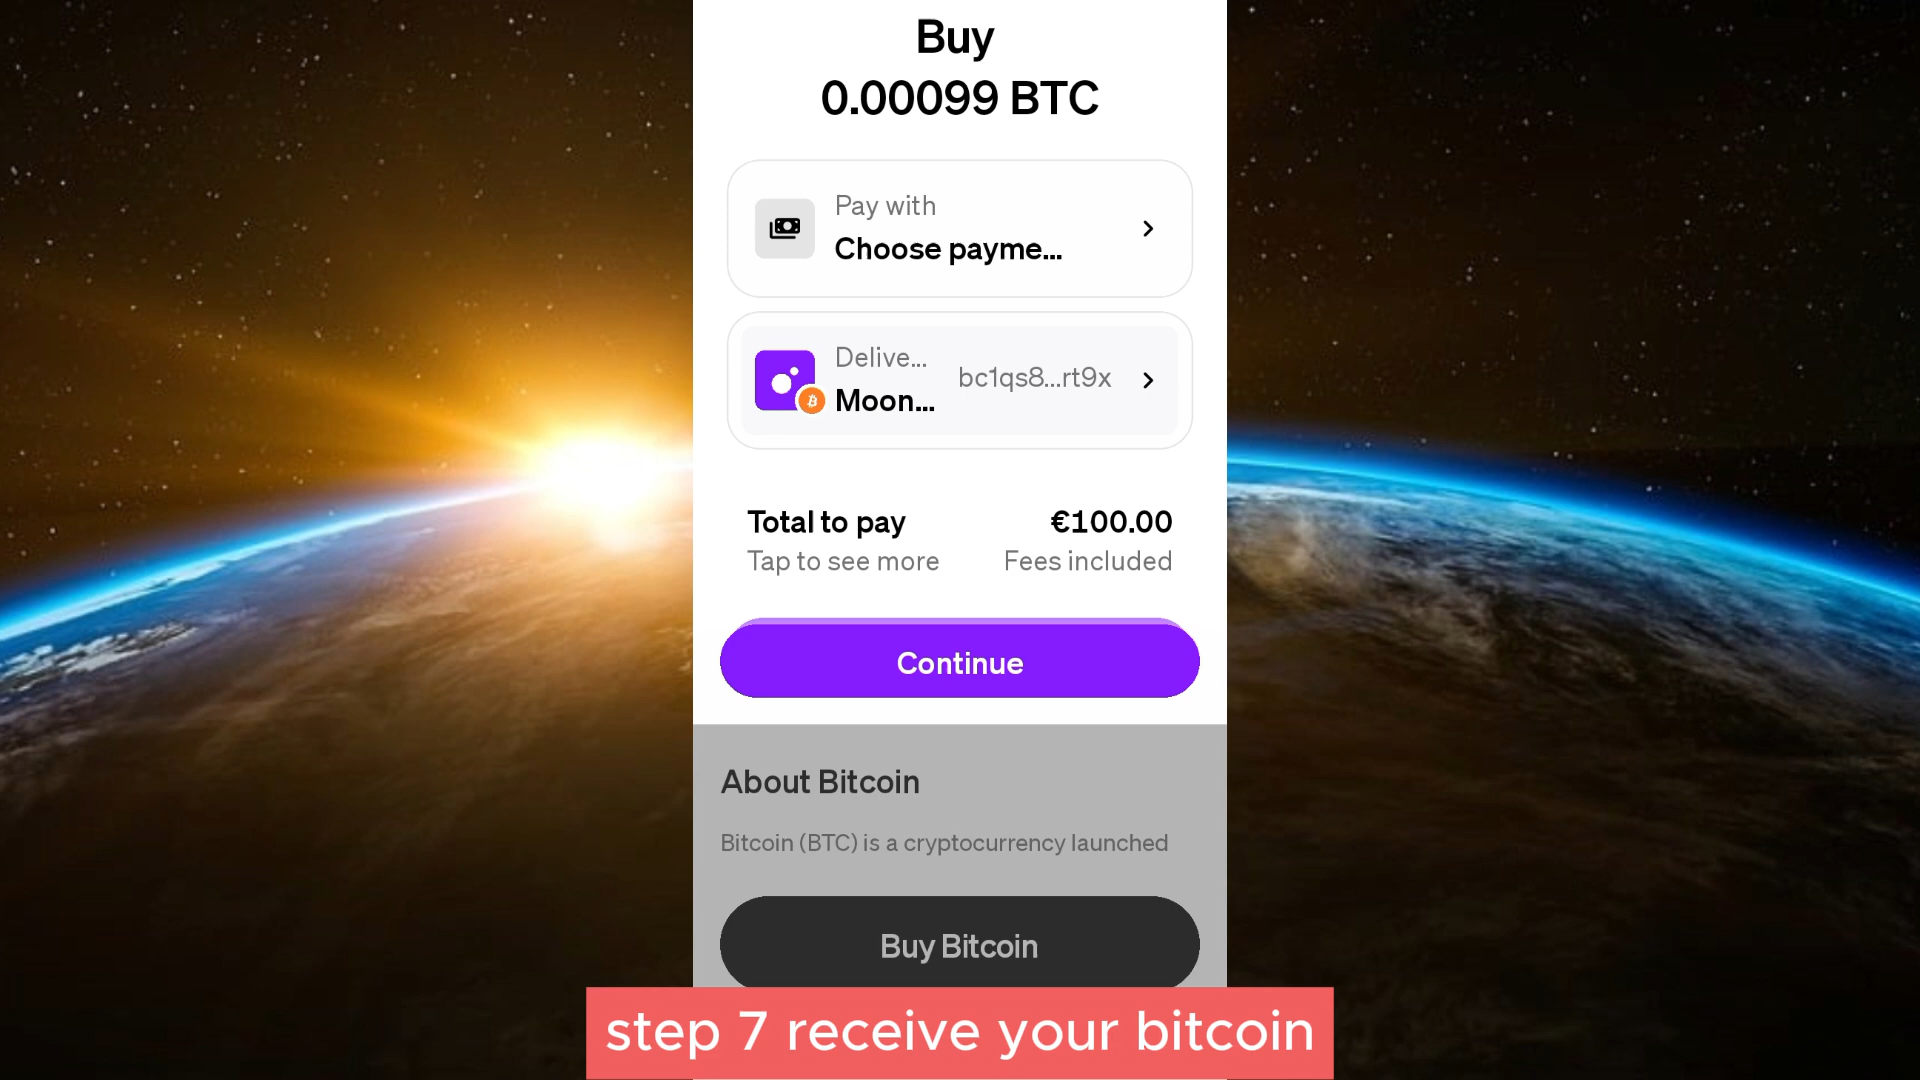 Buy
0.00099 BTC
Pay with
Choose payme...
Delive...
Moon...
bc1qs8...rt9x
Total to pay
€100.00
Tap to see more
Fees included
Continue
About Bitcoin
Bitcoin (BTC) is a cryptocurrency launched
Buy Bitcoin
step 7 receive your bitcoin